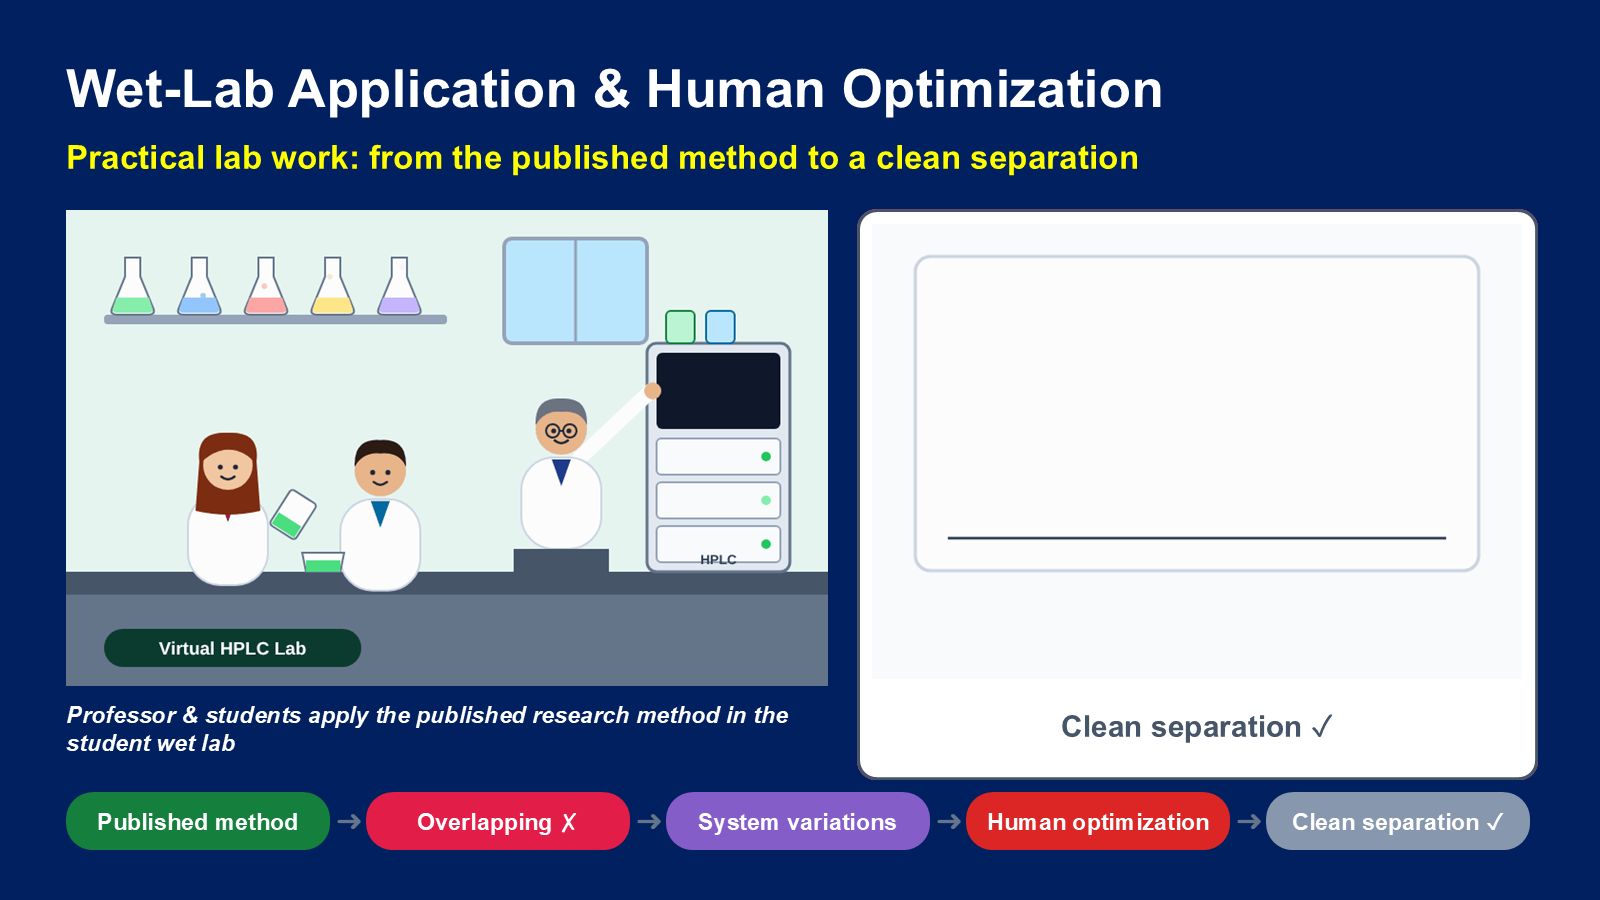 Wet-Lab Application & Human Optimization
Practical lab work: from the published method to a clean separation
HPLC
Virtual HPLC Lab
Professor & students apply the published research method in the
student wet lab
Clean separation ✓
Published method → Overlapping ✗ → System variations → Human optimization → Clean separation ✓